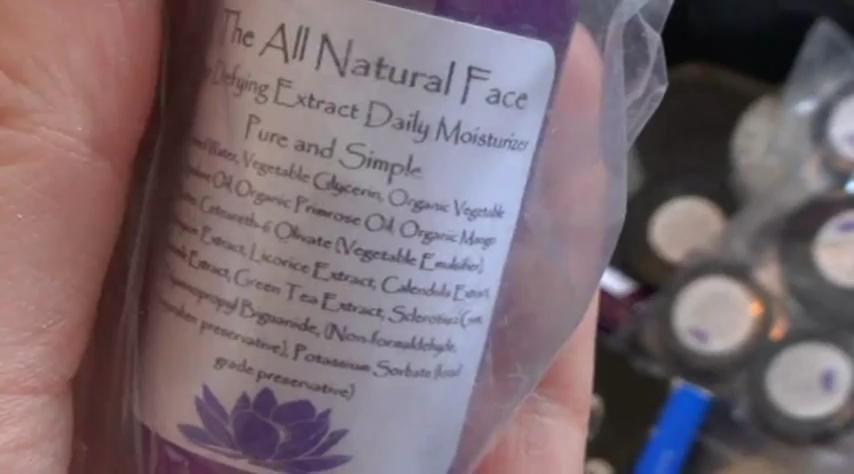 The All Natural Face
Defying Extract Daily Moisturizer
Pure and Simple
Water, Vegetable Glycerin, Organic Vegetable
Oil, Organic Primrose Oil, Organic Mango
Ceteareth-6 Olivate (Vegetable Emulsifier),
Extract, Licorice Extract, Calendula Extract,
Extract, Green Tea Extract, Sclerotium Gum,
Biguanide, (Non-formaldehyde,
preservative), Potassium Sorbate (food
grade preservative)